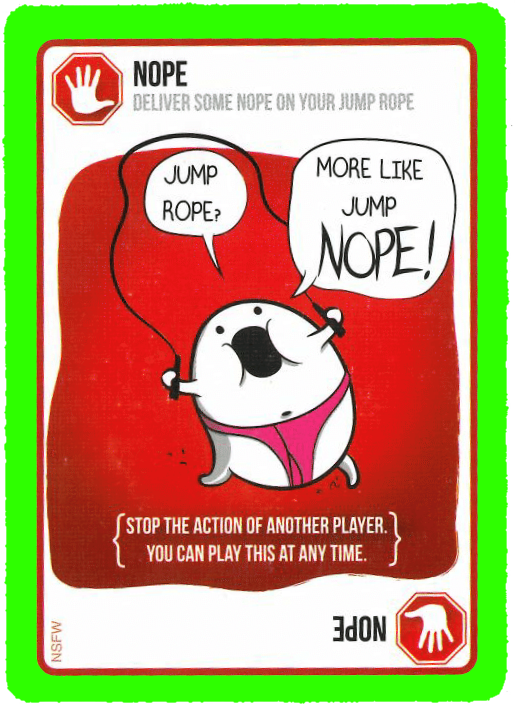 NOPE
DELIVER SOME NOPE ON YOUR JUMP ROPE
JUMP
ROPE?
MORE LIKE
JUMP
NOPE!
{STOP THE ACTION OF ANOTHER PLAYER.
YOU CAN PLAY THIS AT ANY TIME.}
NSFW
NOPE